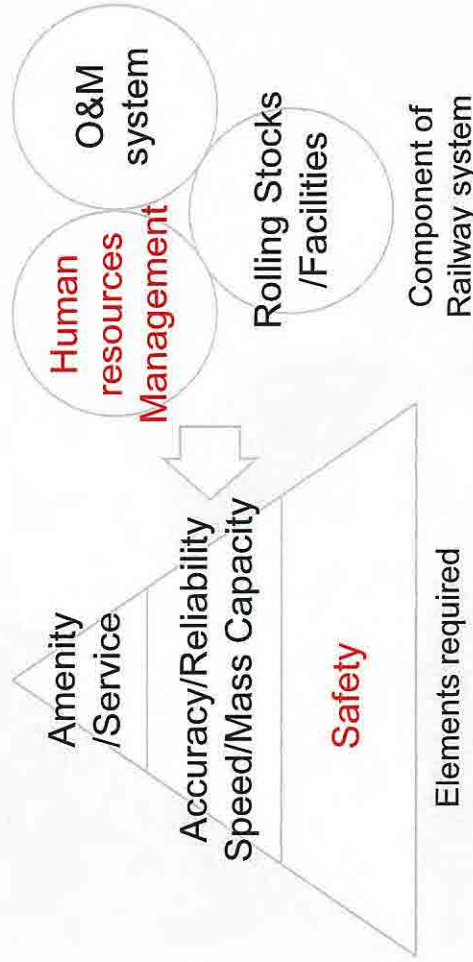 Amenity
/Service
Accuracy/Reliability
Speed/Mass Capacity
Safety
Elements required
Human
resources
Management
O&M
system
Rolling Stocks
/Facilities
Component of
Railway system